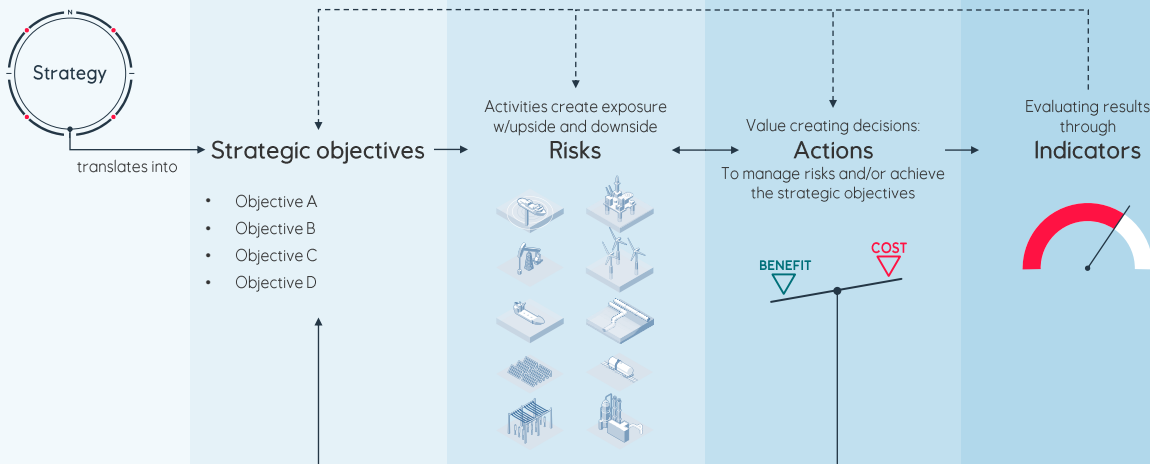 N
Strategy
translates into
Strategic objectives
• Objective A
• Objective B
• Objective C
• Objective D
Activities create exposure
w/upside and downside
Risks
Value creating decisions:
Actions
To manage risks and/or achieve
the strategic objectives
BENEFIT
COST
Evaluating results
through
Indicators